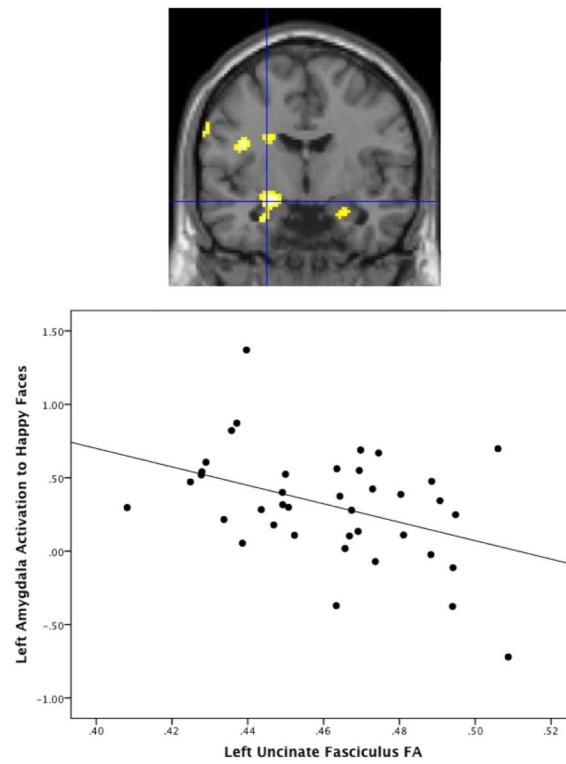 1.50
1.00
.50
.00
-.50
-1.00
Left Amygdala Activation to Happy Faces
.40 .42 .44 .46 .48 .50 .52
Left Uncinate Fasciculus FA